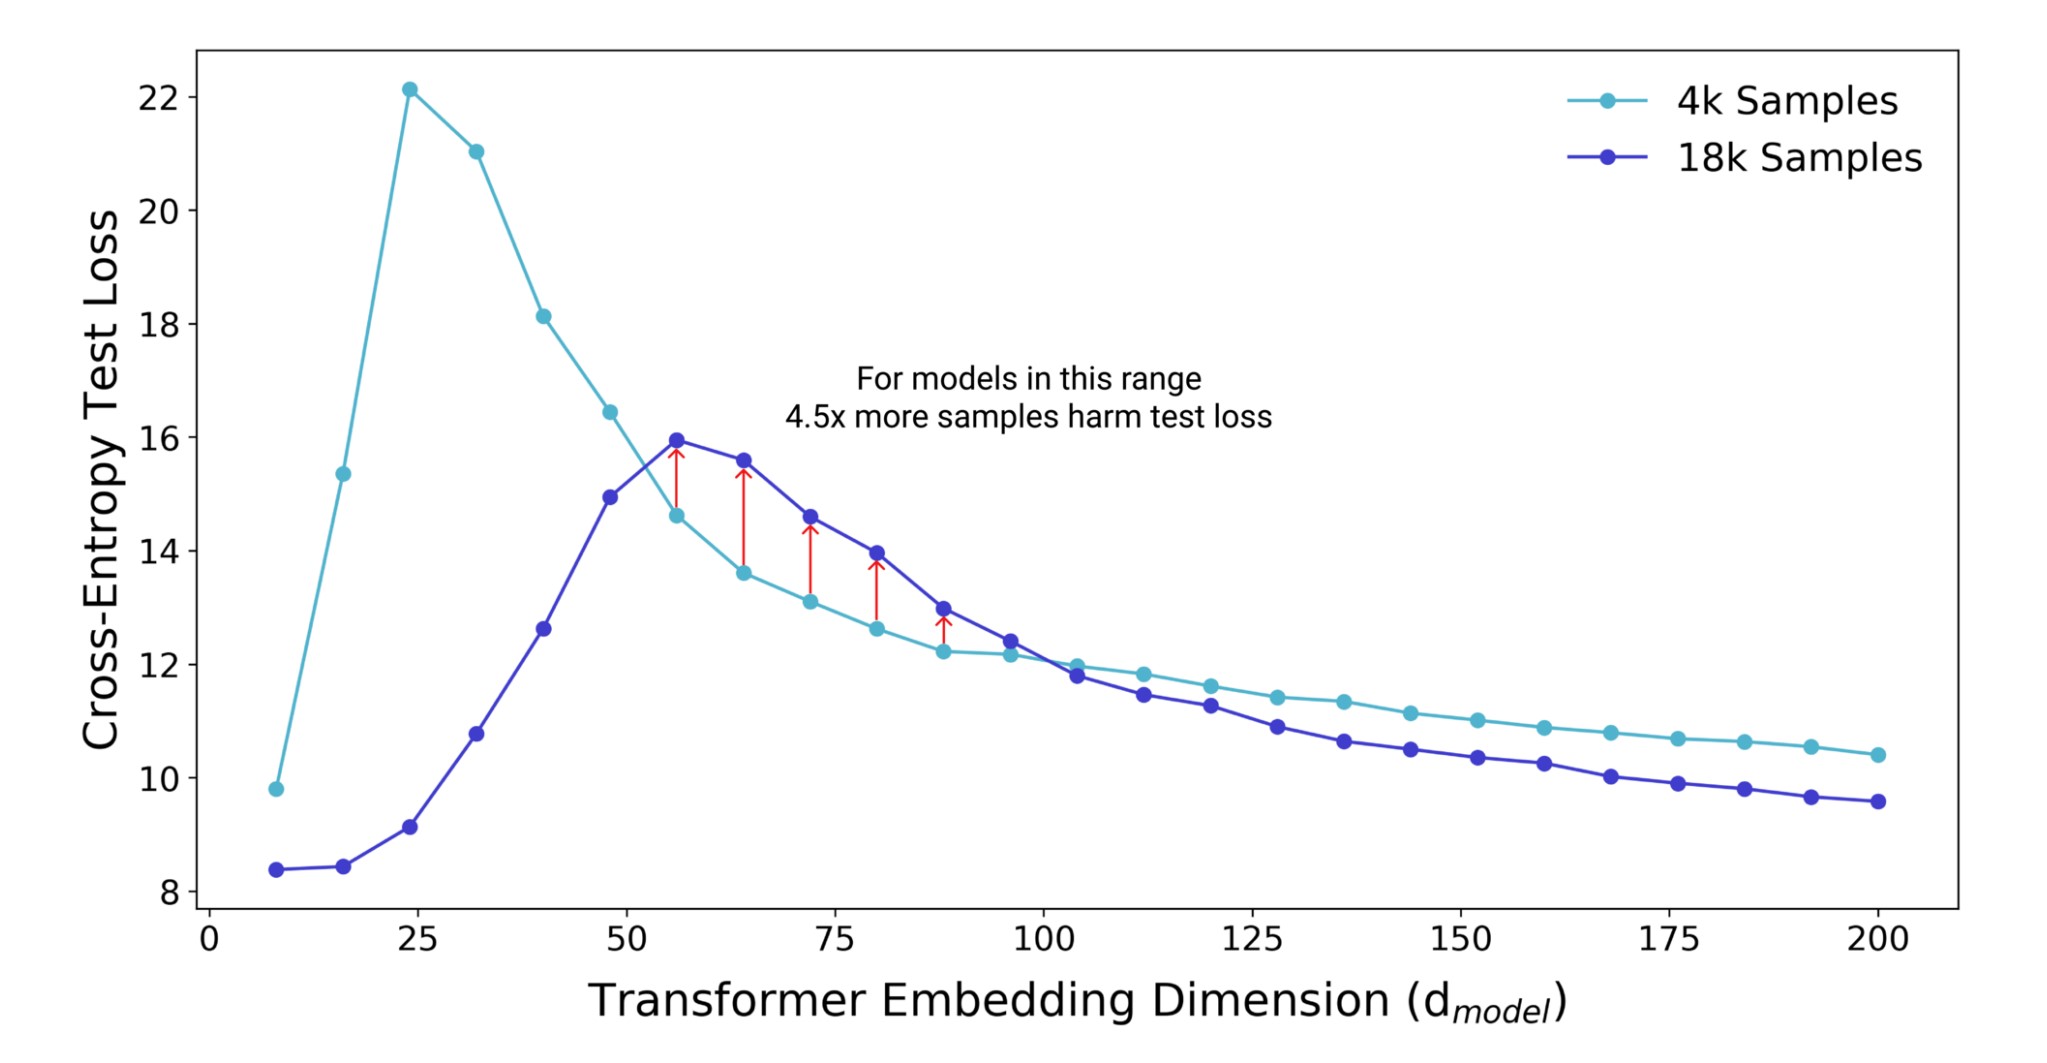 4k Samples
18k Samples
For models in this range
4.5x more samples harm test loss
Cross-Entropy Test Loss
22
20
18
16
14
12
10
8
0 25 50 75 100 125 150 175 200
Transformer Embedding Dimension (d_model)